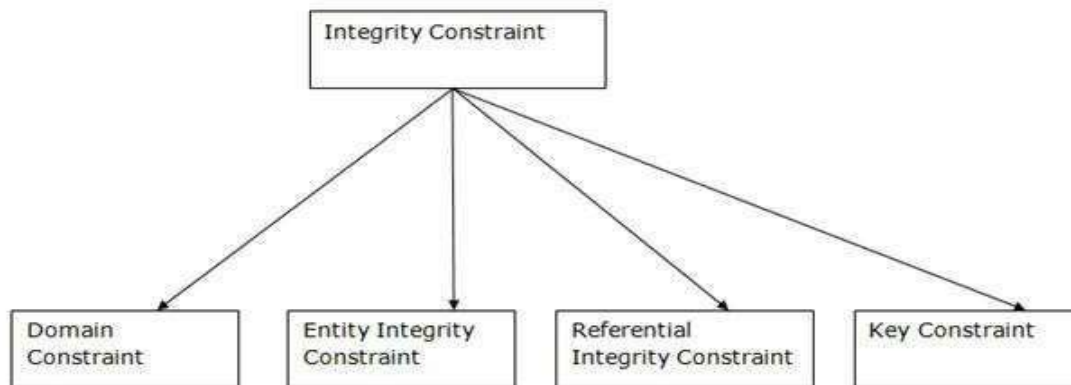 Integrity Constraint
Domain
Constraint
Entity Integrity
Constraint
Referential
Integrity Constraint
Key Constraint